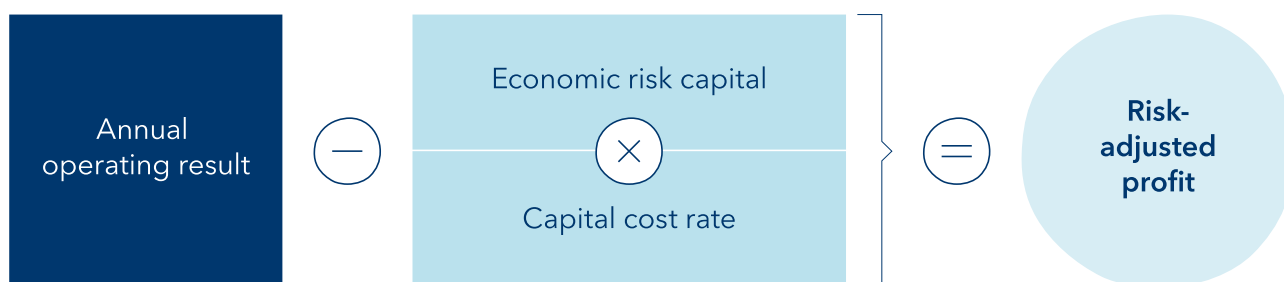 Annual
operating result
Economic risk capital
Capital cost rate
Risk-
adjusted
profit